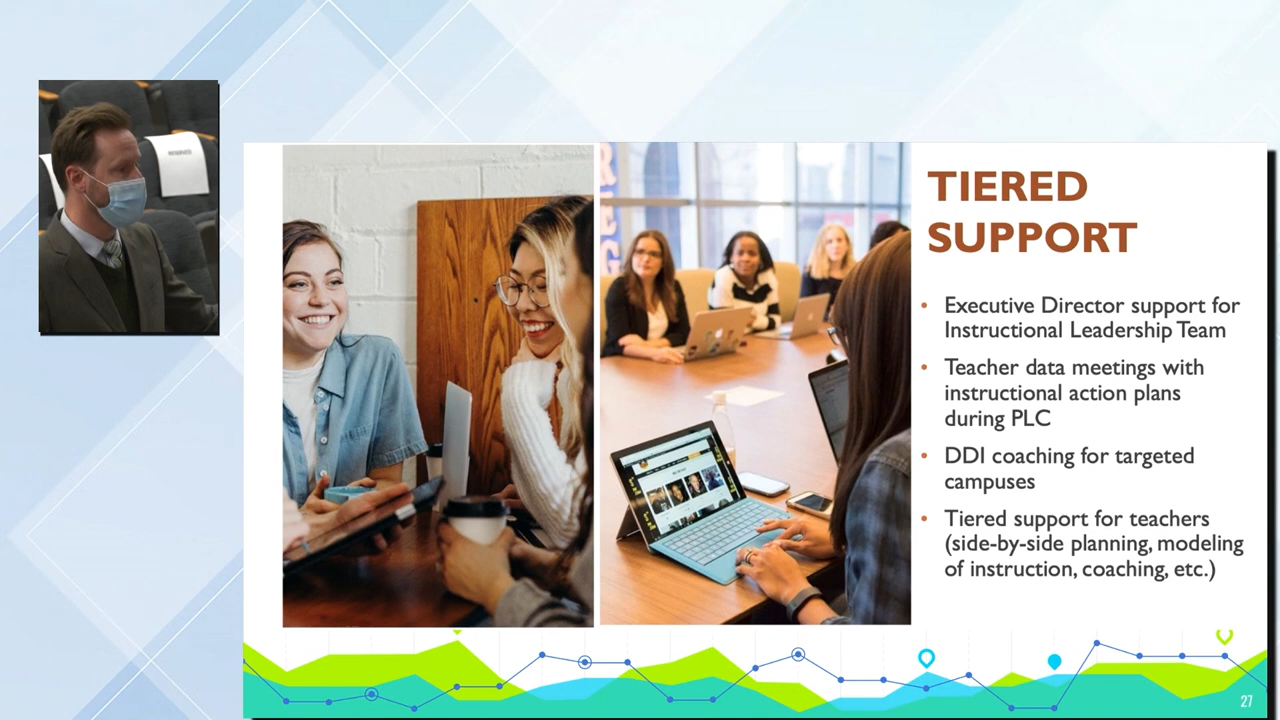 RESERVED
TIERED
SUPPORT
• Executive Director support for
Instructional Leadership Team
• Teacher data meetings with
instructional action plans
during PLC
• DDI coaching for targeted
campuses
• Tiered support for teachers
(side-by-side planning, modeling
of instruction, coaching, etc.)
27